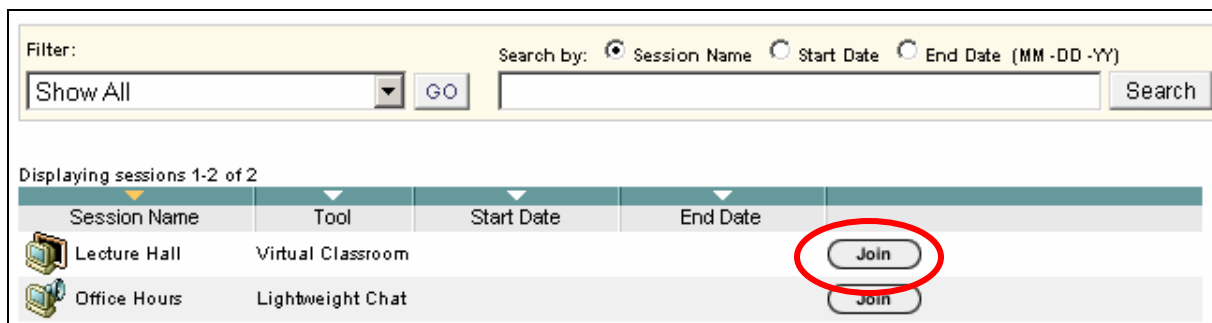 Filter:
Search by: Session Name Start Date End Date (MM-DD-YY)
Show All GO Search
Displaying sessions 1-2 of 2
Session Name Tool Start Date End Date
Lecture Hall Virtual Classroom Join
Office Hours Lightweight Chat Join